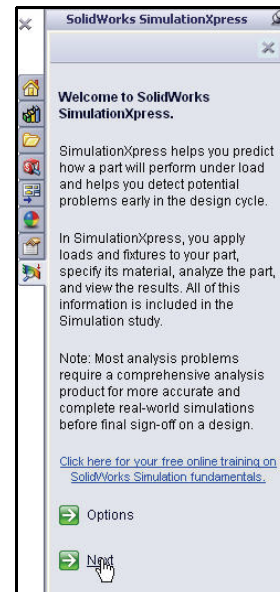 SolidWorks SimulationXpress
Welcome to SolidWorks
SimulationXpress.
SimulationXpress helps you predict
how a part will perform under load
and helps you detect potential
problems early in the design cycle.
In SimulationXpress, you apply
loads and fixtures to your part,
specify its material, analyze the part,
and view the results. All of this
information is included in the
Simulation study.
Note: Most analysis problems
require a comprehensive analysis
product for more accurate and
complete real-world simulations
before final sign-off on a design.
Click here for your free online training on
SolidWorks Simulation fundamentals.
Options
Next